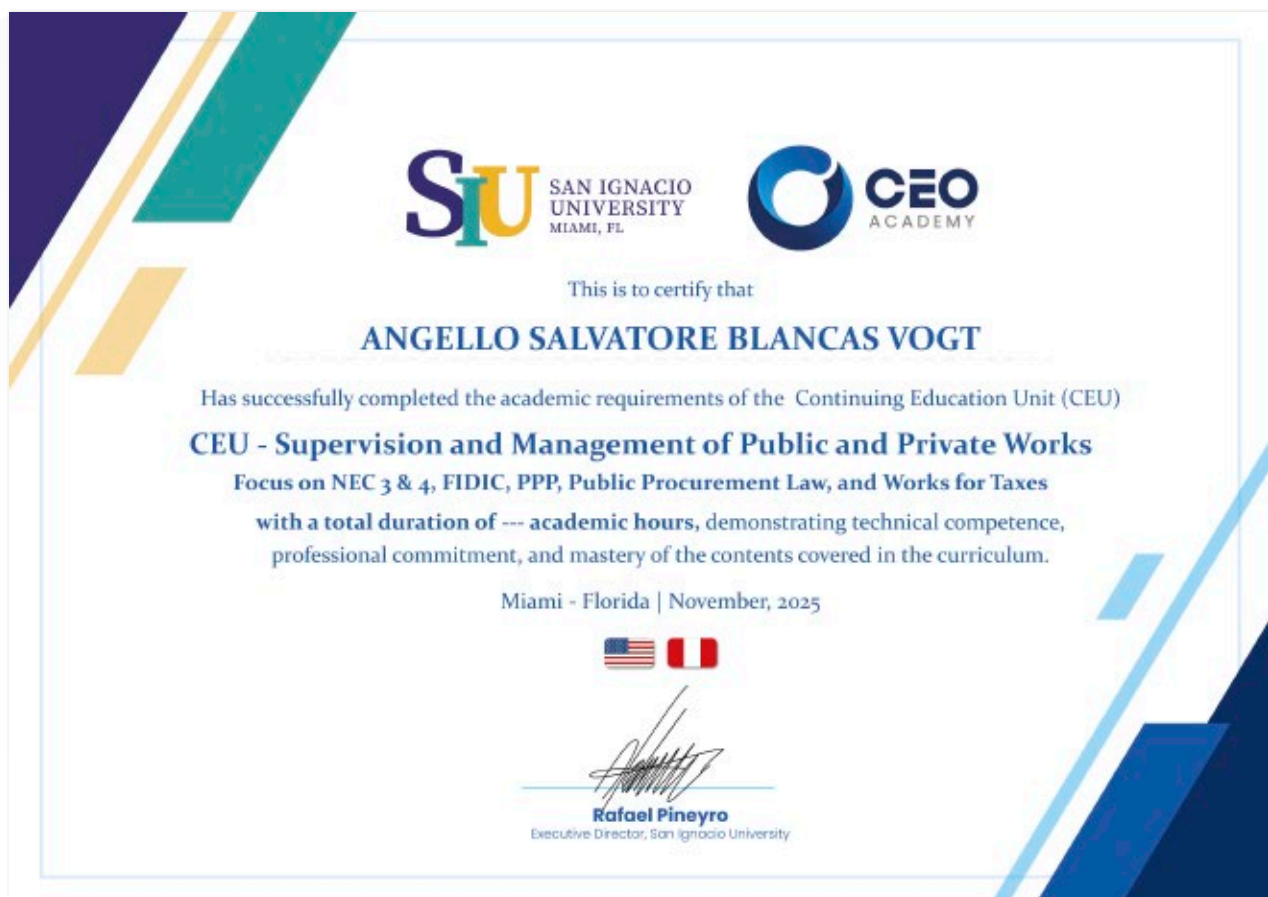 SIU
SAN IGNACIO
UNIVERSITY
MIAMI, FL
CEO
ACADEMY
This is to certify that
ANGELLO SALVATORE BLANCAS VOGT
Has successfully completed the academic requirements of the Continuing Education Unit (CEU)
CEU - Supervision and Management of Public and Private Works
Focus on NEC 3 & 4, FIDIC, PPP, Public Procurement Law, and Works for Taxes
with a total duration of --- academic hours, demonstrating technical competence,
professional commitment, and mastery of the contents covered in the curriculum.
Miami - Florida | November, 2025
Rafael Pineyro
Executive Director, San Ignacio University